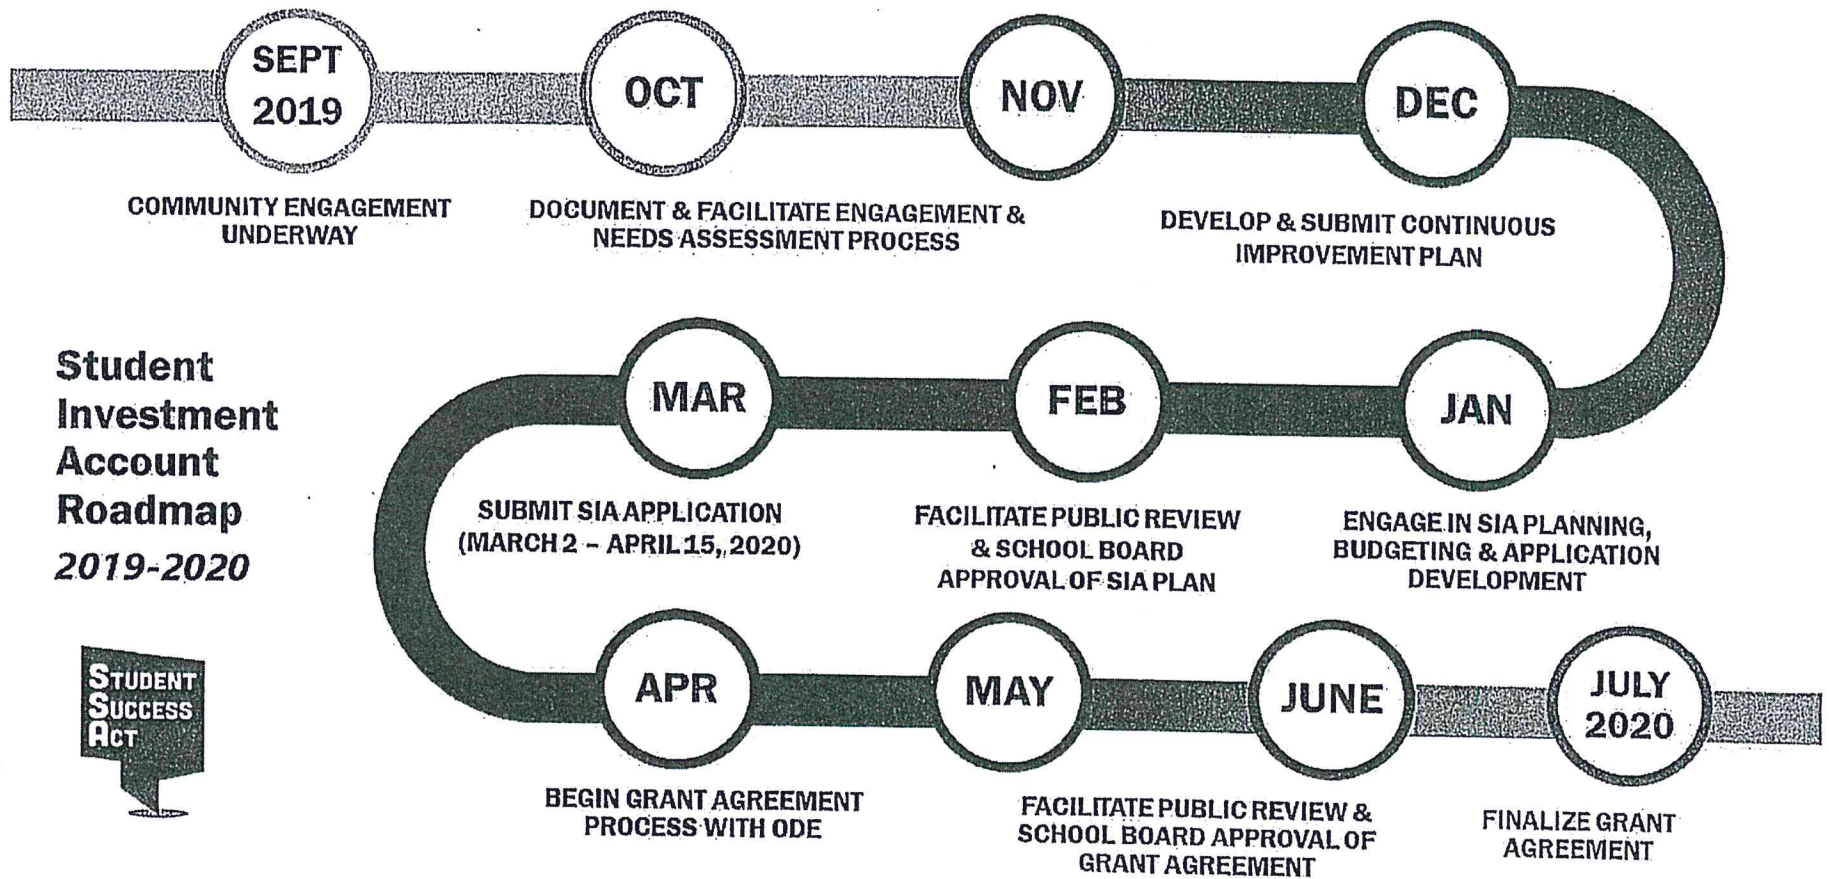 SEPT
2019
OCT
NOV
DEC
COMMUNITY ENGAGEMENT
UNDERWAY
DOCUMENT & FACILITATE ENGAGEMENT &
NEEDS ASSESSMENT PROCESS
DEVELOP & SUBMIT CONTINUOUS
IMPROVEMENT PLAN
Student
Investment
Account
Roadmap
2019-2020
MAR
FEB
JAN
SUBMIT SIA APPLICATION
(MARCH 2 – APRIL 15, 2020)
FACILITATE PUBLIC REVIEW
& SCHOOL BOARD
APPROVAL OF SIA PLAN
ENGAGE IN SIA PLANNING,
BUDGETING & APPLICATION
DEVELOPMENT
STUDENT
SUCCESS
ACT
APR
MAY
JUNE
JULY
2020
BEGIN GRANT AGREEMENT
PROCESS WITH ODE
FACILITATE PUBLIC REVIEW &
SCHOOL BOARD APPROVAL OF
GRANT AGREEMENT
FINALIZE GRANT
AGREEMENT